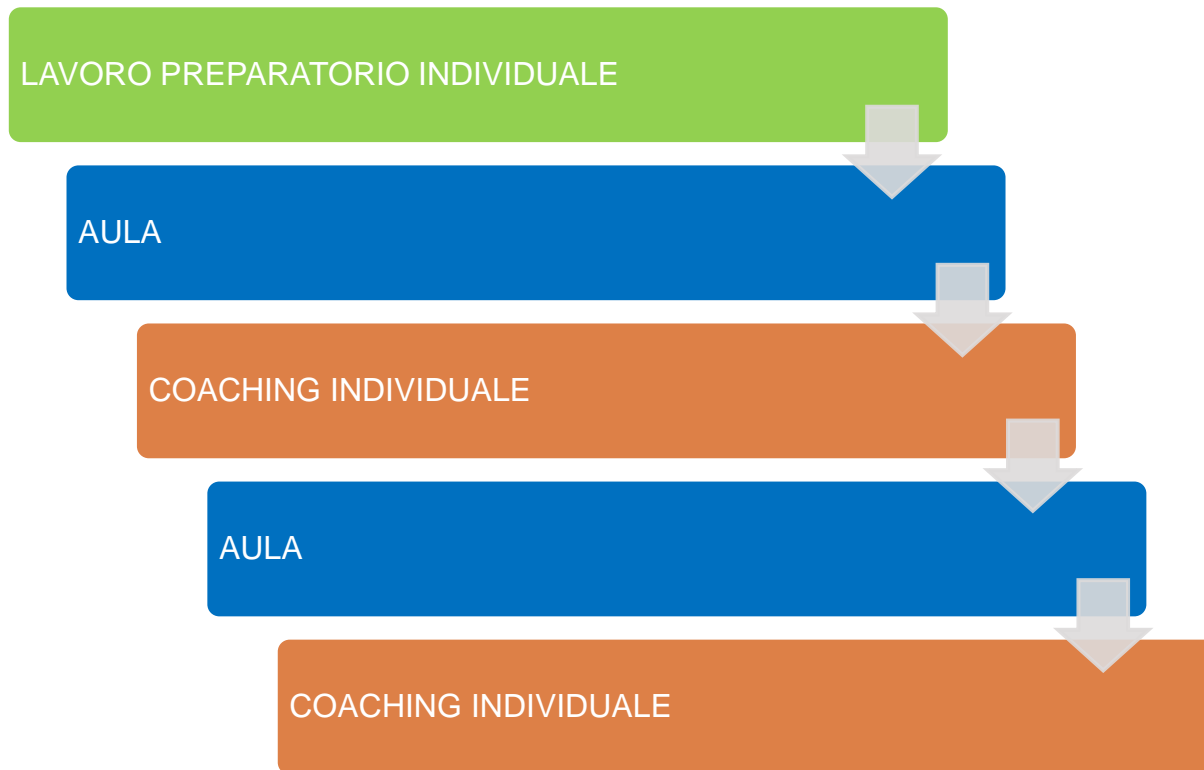 LAVORO PREPARATORIO INDIVIDUALE
AULA
COACHING INDIVIDUALE
AULA
COACHING INDIVIDUALE